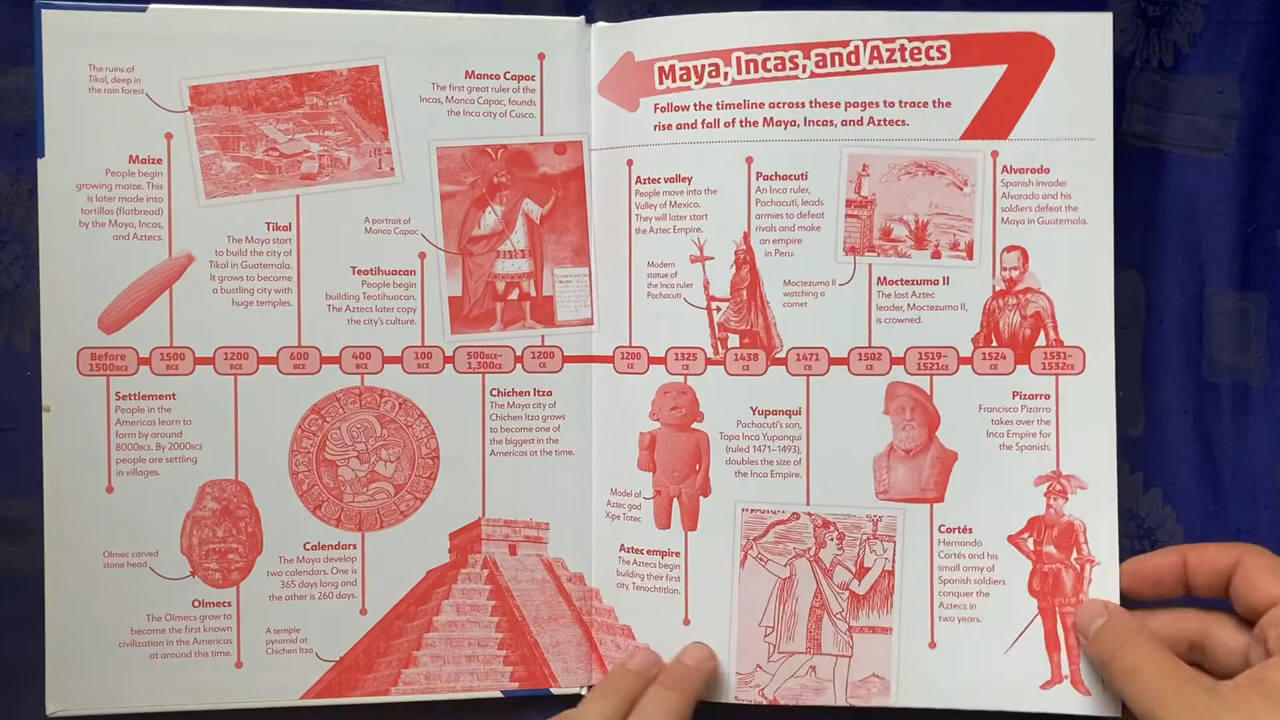 Maya, Incas, and Aztecs
Follow the timeline across these pages to trace the
rise and fall of the Maya, Incas, and Aztecs.
The ruins of
Tikal, deep in
the rain forest
Maize
People begin
growing maize. This
is later made into
tortillas (flatbread)
by the Maya, Incas,
and Aztecs.
Tikal
The Maya start
to build the city of
Tikal in Guatemala.
It grows to become
a bustling city with
huge temples.
Manco Capac
The first great ruler of the
Incas, Manco Capac, founds
the Inca city of Cusco.
A portrait of
Manco Capac
Teotihuacan
People begin
building Teotihuacan.
The Aztecs later copy
the city's culture.
Aztec valley
People move into the
Valley of Mexico.
They will later start
the Aztec Empire.
Modern
statue of
the Inca ruler
Pachacuti
Pachacuti
An Inca ruler,
Pachacuti, leads
armies to defeat
rivals and make
an empire
in Peru.
Moctezuma II
watching a
comet
Moctezuma II
The last Aztec
leader, Moctezuma II,
is crowned.
Alvarado
Spanish invader
Alvarado and his
soldiers defeat the
Maya in Guatemala.
Before
1500BCE
1500
BCE
1200
BCE
600
BCE
400
BCE
100
BCE
500BCE–
1,300CE
1200
CE
1200
CE
1325
CE
1438
CE
1471
CE
1502
CE
1519–
1521CE
1524
CE
1531–
1532CE
Settlement
People in the
Americas learn to
farm by around
8000BCE. By 2000BCE
people are settling
in villages.
Olmec carved
stone head
Olmecs
The Olmecs grow to
become the first known
civilization in the Americas
at around this time.
Calendars
The Maya develop
two calendars. One is
365 days long and
the other is 260 days.
A temple
pyramid at
Chichen Itza
Chichen Itza
The Maya city of
Chichen Itza grows
to become one of
the biggest in the
Americas at the time.
Model of
Aztec god
Xipe Totec
Aztec empire
The Aztecs begin
building their first
city, Tenochtitlan.
Yupanqui
Pachacuti's son,
Topa Inca Yupanqui
(ruled 1471–1493),
doubles the size of
the Inca Empire.
Cortés
Hernando
Cortés and his
small army of
Spanish soldiers
conquer the
Aztecs in
two years.
Pizarro
Francisco Pizarro
takes over the
Inca Empire for
the Spanish.